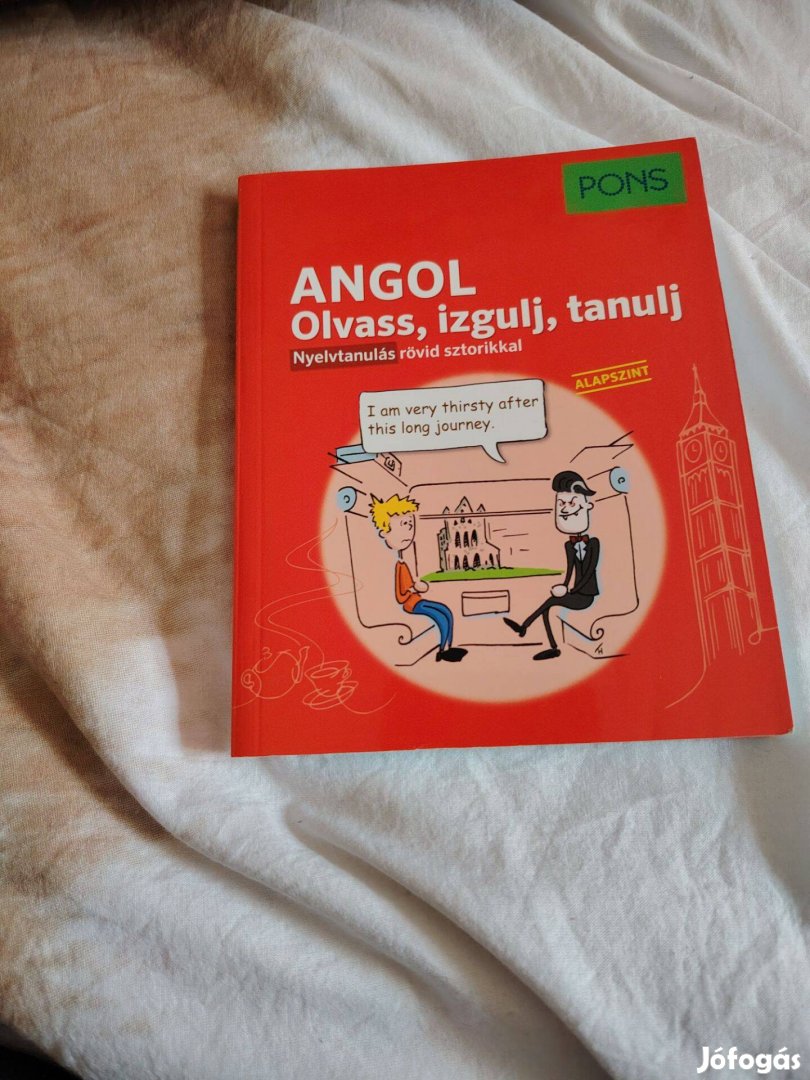 PONS
ANGOL
Olvass, izgulj, tanulj
Nyelvtanulás rövid sztorikkal
ALAPSZINT
I am very thirsty after
this long journey.
Jófogás